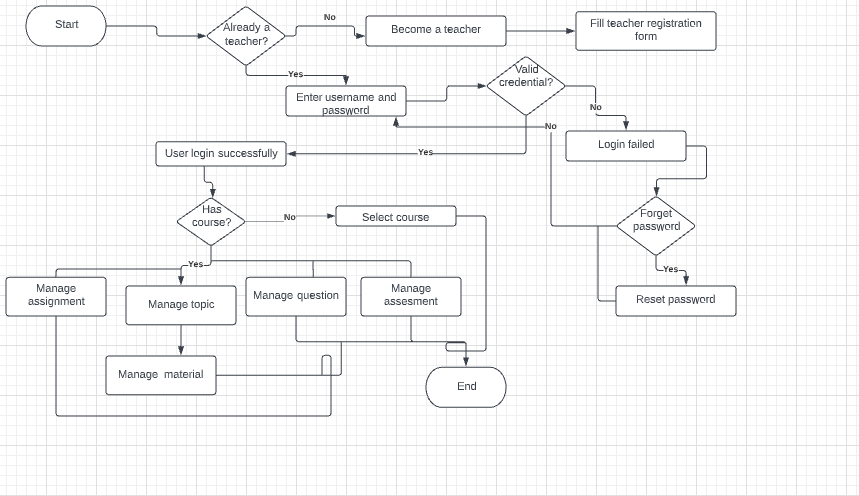 Start
Already a
teacher?
No
Become a teacher
Fill teacher registration
form
Yes
Enter username and
password
Valid
credential?
No
No
Login failed
User login successfully
Yes
Has
course?
No
Select course
Forget
password
Yes
Yes
Manage
assignment
Manage topic
Manage question
Manage
assesment
Reset password
Manage  material
End